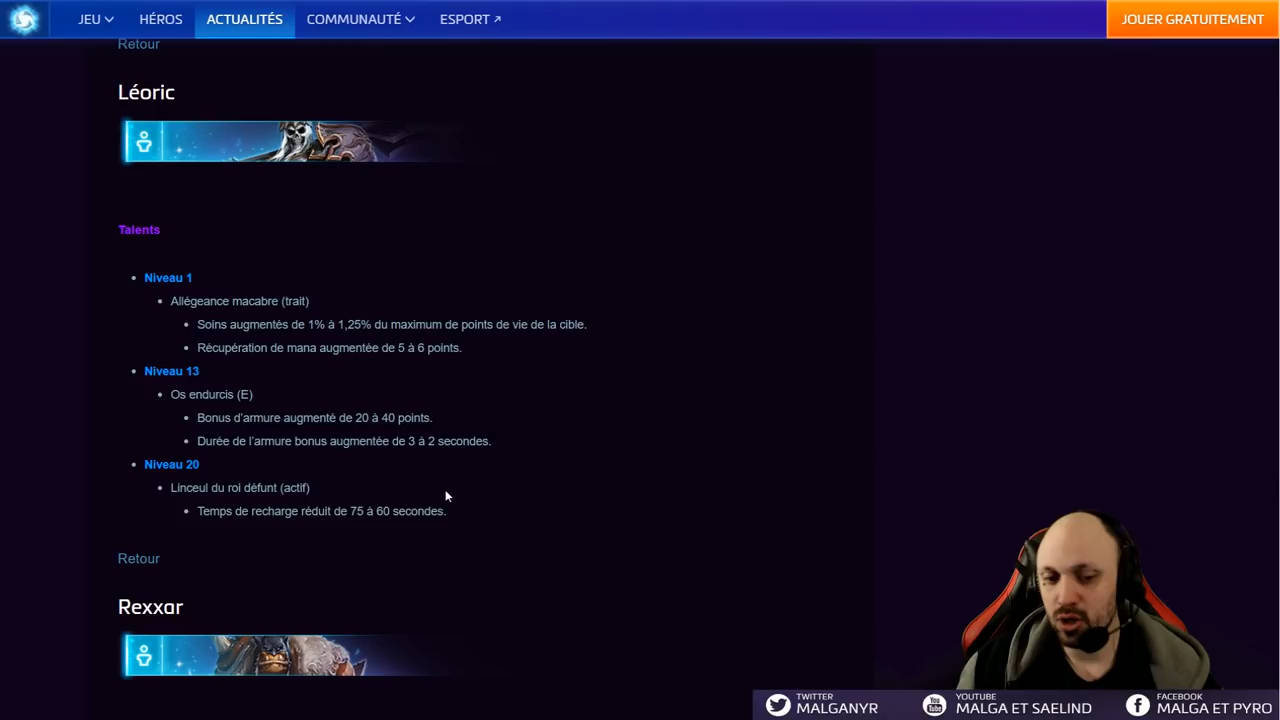 JEU HÉROS ACTUALITÉS COMMUNAUTÉ ESPORT JOUER GRATUITEMENT
Retour
Léoric
Talents
Niveau 1
Allégeance macabre (trait)
Soins augmentés de 1% à 1,25% du maximum de points de vie de la cible.
Récupération de mana augmentée de 5 à 6 points.
Niveau 13
Os endurcis (E)
Bonus d'armure augmenté de 20 à 40 points.
Durée de l'armure bonus augmentée de 3 à 2 secondes.
Niveau 20
Linceul du roi défunt (actif)
Temps de recharge réduit de 75 à 60 secondes.
Retour
Rexxar
TWITTER
MALGANYR
YOUTUBE
MALGA ET SAELIND
FACEBOOK
MALGA ET PYRO